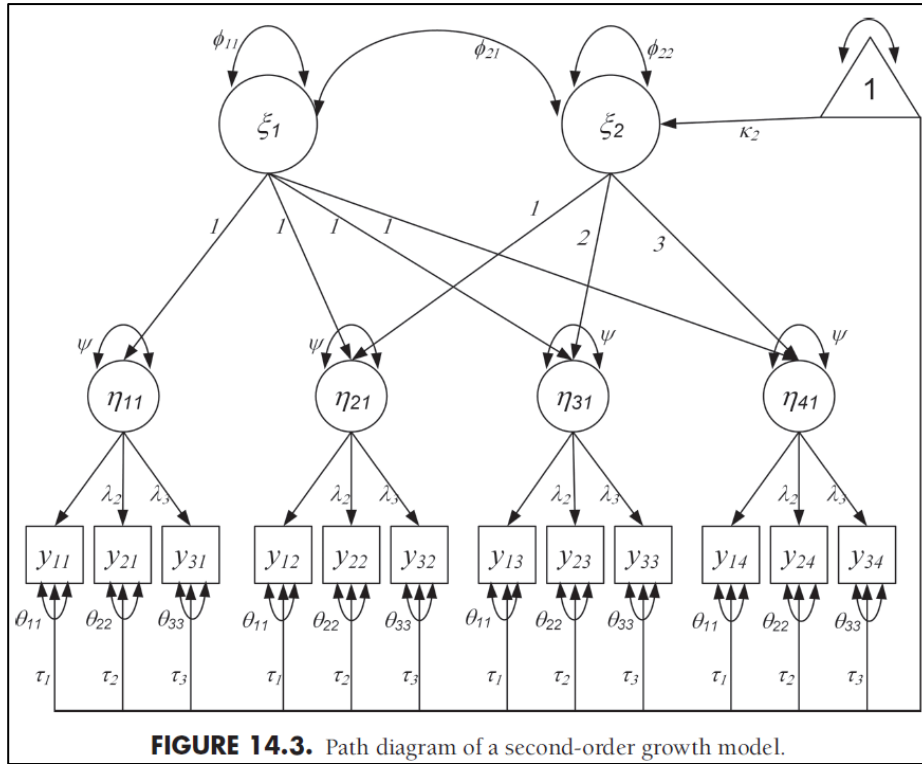 ϕ₁₁ ϕ₂₁ ϕ₂₂
1
ξ₁ ξ₂
κ₂
1 1 1 1 1 2 3
ψ ψ ψ ψ
η₁₁ η₂₁ η₃₁ η₄₁
λ₂ λ₃ λ₂ λ₃ λ₂ λ₃ λ₂ λ₃
y₁₁ y₂₁ y₃₁ y₁₂ y₂₂ y₃₂ y₁₃ y₂₃ y₃₃ y₁₄ y₂₄ y₃₄
θ₁₁ θ₂₂ θ₃₃ θ₁₁ θ₂₂ θ₃₃ θ₁₁ θ₂₂ θ₃₃ θ₁₁ θ₂₂ θ₃₃
τ₁ τ₂ τ₃ τ₁ τ₂ τ₃ τ₁ τ₂ τ₃ τ₁ τ₂ τ₃
FIGURE 14.3. Path diagram of a second-order growth model.